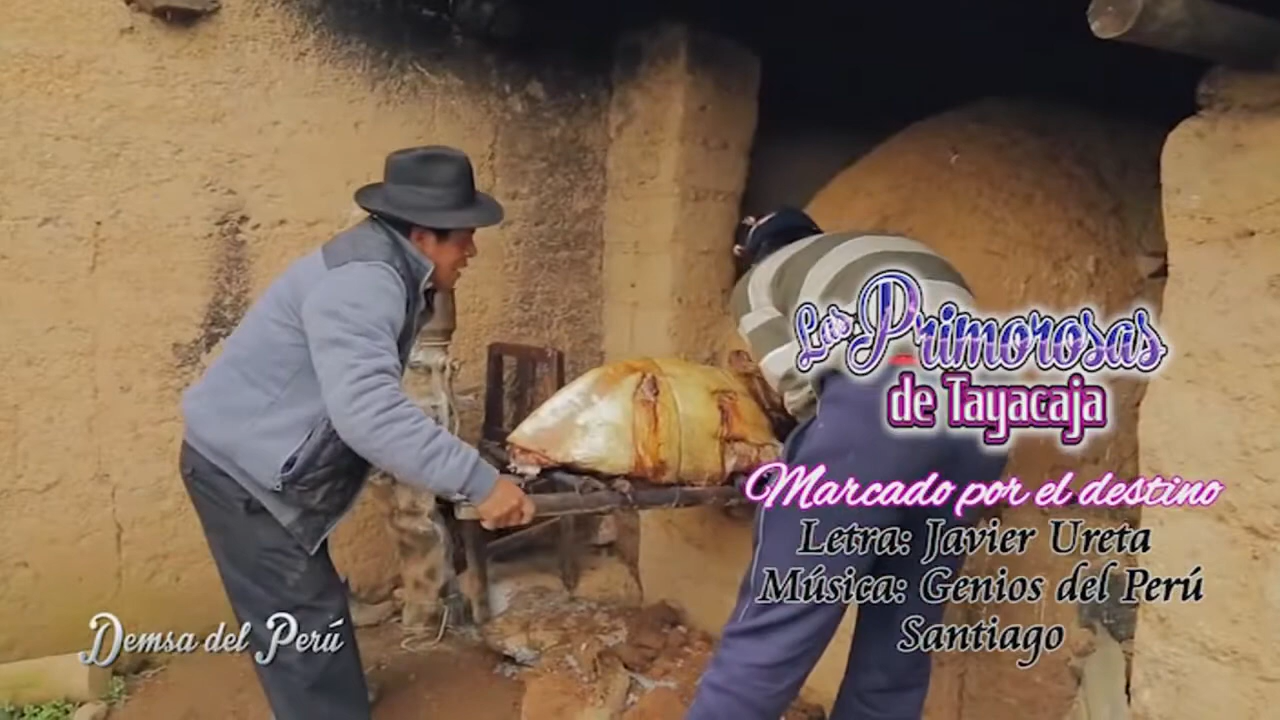 Las Primorosas
de Tayacaja
Marcado por el destino
Letra: Javier Ureta
Música: Genios del Perú
Santiago
Demsa del Perú